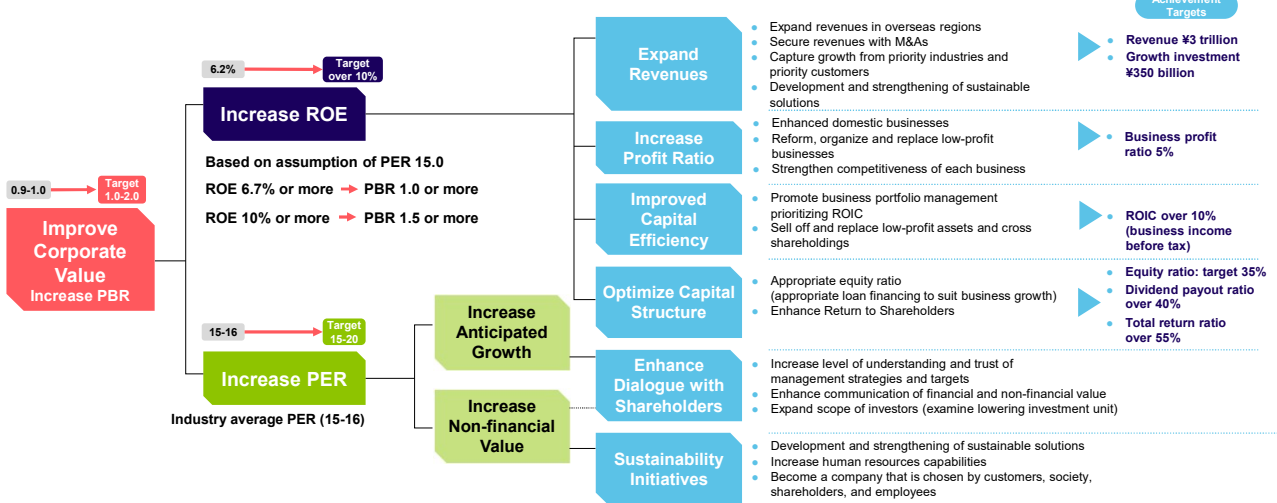 Achievement
Targets
6.2%
Target
over 10%
Increase ROE
Based on assumption of PER 15.0
ROE 6.7% or more
PBR 1.0 or more
ROE 10% or more
PBR 1.5 or more
0.9-1.0
Target
1.0-2.0
Improve
Corporate
Value
Increase PBR
15-16
Target
15-20
Increase PER
Industry average PER (15-16)
Increase
Anticipated
Growth
Increase
Non-financial
Value
Expand
Revenues
• Expand revenues in overseas regions
• Secure revenues with M&As
• Capture growth from priority industries and
priority customers
• Development and strengthening of sustainable
solutions
• Revenue ¥3 trillion
• Growth investment
¥350 billion
Increase
Profit Ratio
• Enhanced domestic businesses
• Reform, organize and replace low-profit
businesses
• Strengthen competitiveness of each business
• Business profit
ratio 5%
Improved
Capital
Efficiency
• Promote business portfolio management
prioritizing ROIC
• Sell off and replace low-profit assets and cross
shareholdings
• ROIC over 10%
(business income
before tax)
Optimize Capital
Structure
• Appropriate equity ratio
(appropriate loan financing to suit business growth)
• Enhance Return to Shareholders
• Equity ratio: target 35%
• Dividend payout ratio
over 40%
• Total return ratio
over 55%
Enhance
Dialogue with
Shareholders
• Increase level of understanding and trust of
management strategies and targets
• Enhance communication of financial and non-financial value
• Expand scope of investors (examine lowering investment unit)
Sustainability
Initiatives
• Development and strengthening of sustainable solutions
• Increase human resources capabilities
• Become a company that is chosen by customers, society,
shareholders, and employees